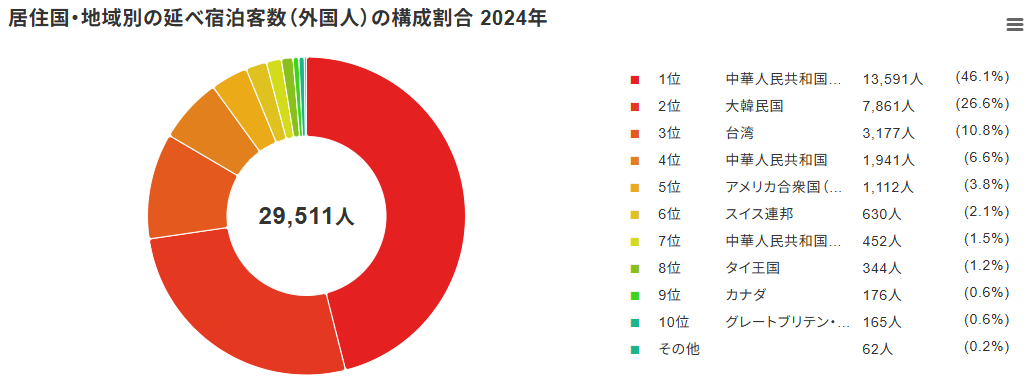 居住国・地域別の延べ宿泊客数（外国人）の構成割合 2024年
29,511人
1位 中華人民共和国… 13,591人 (46.1%)
2位 大韓民国 7,861人 (26.6%)
3位 台湾 3,177人 (10.8%)
4位 中華人民共和国 1,941人 (6.6%)
5位 アメリカ合衆国（… 1,112人 (3.8%)
6位 スイス連邦 630人 (2.1%)
7位 中華人民共和国… 452人 (1.5%)
8位 タイ王国 344人 (1.2%)
9位 カナダ 176人 (0.6%)
10位 グレートブリテン・… 165人 (0.6%)
その他 62人 (0.2%)